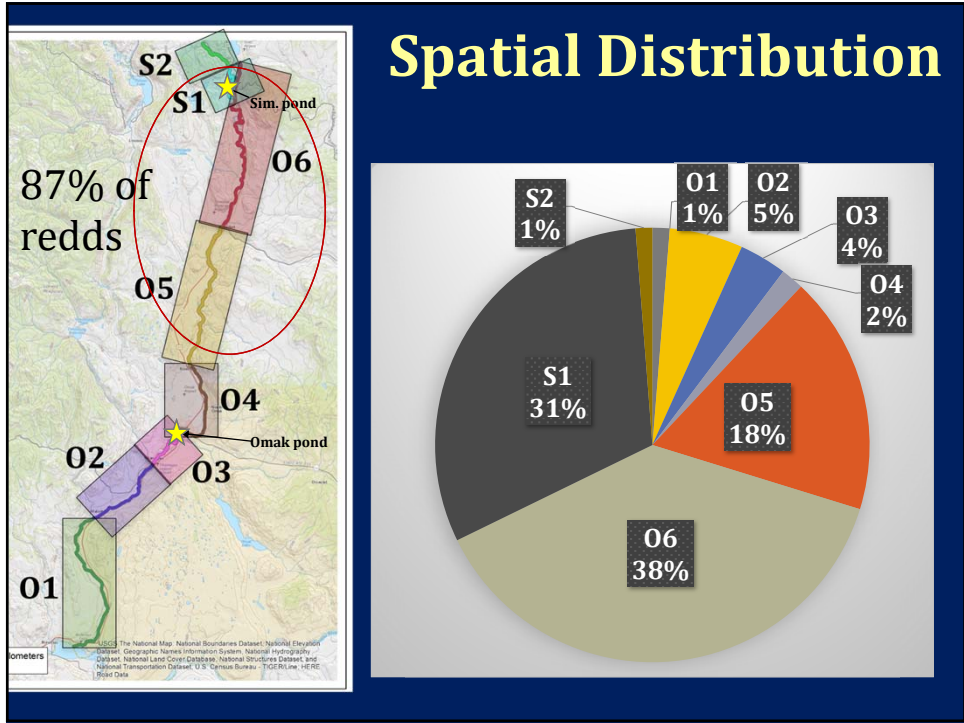 Spatial Distribution
S2
S1
Sim. pond
O6
87% of
redds
O5
O4
Omak pond
O2
O3
O1
USGS The National Map: National Boundaries Dataset, National Elevation
Dataset, Geographic Names Information System, National Hydrography
Dataset, National Land Cover Database, National Structures Dataset, and
National Transportation Dataset; U.S. Census Bureau - TIGER/Line; HERE
Road Data
lometers
O1
1%
O2
5%
S2
1%
O3
4%
O4
2%
S1
31%
O5
18%
O6
38%